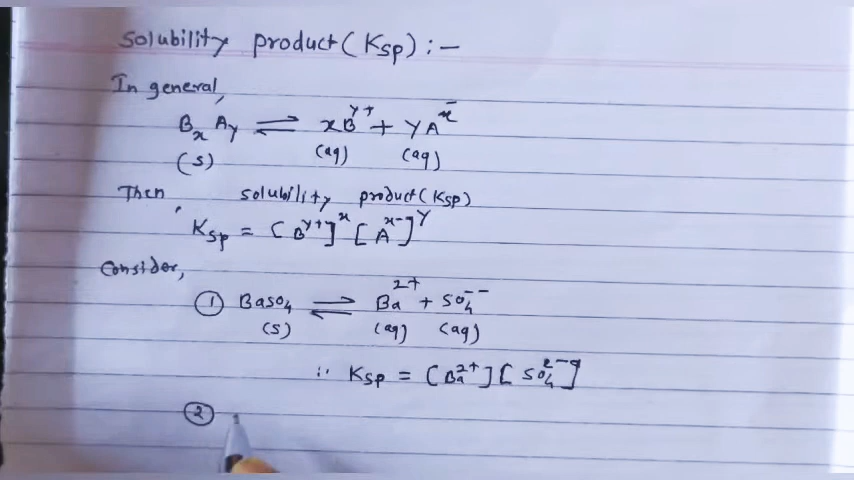 Solubility product (Ksp) :-
In general,
BxAy ⇌ xB^y+ + yA^x-
(s) (aq) (aq)
Then, solubility product (Ksp)
Ksp = [B^y+]^x [A^x-]^y
Consider,
① BaSO4 ⇌ Ba^2+ + SO4^--
(s) (aq) (aq)
∴ Ksp = [Ba^2+] [SO4^2-]
②